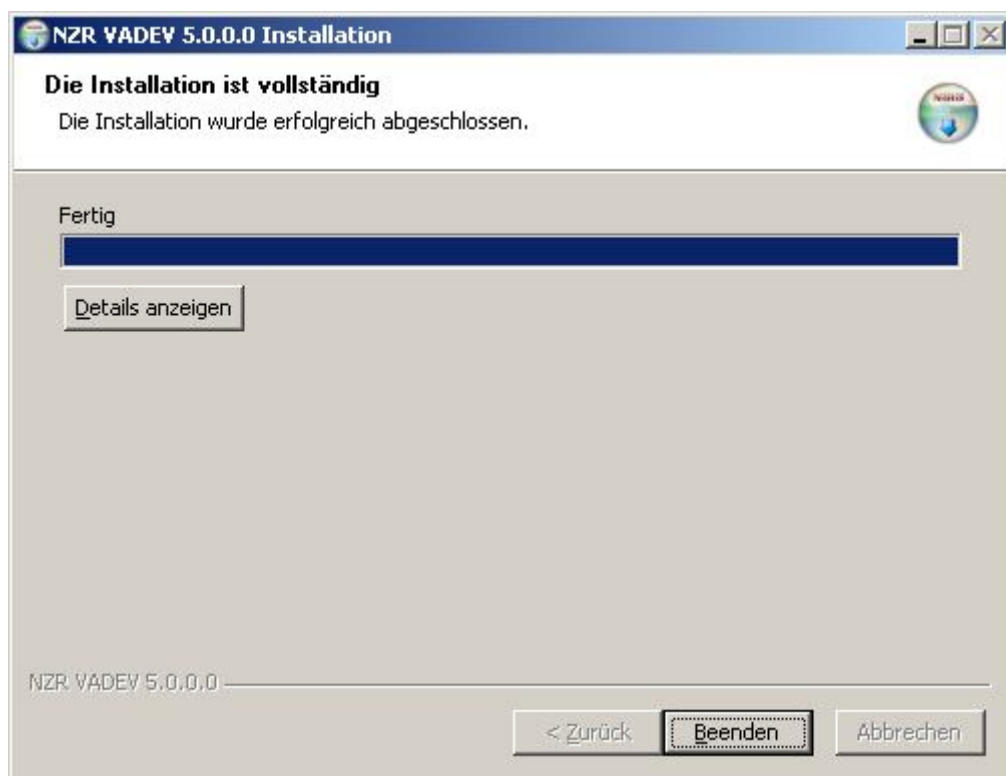 NZR VADEV 5.0.0.0 Installation
Die Installation ist vollständig
Die Installation wurde erfolgreich abgeschlossen.
Fertig
Details anzeigen
NZR VADEV 5.0.0.0
< Zurück
Beenden
Abbrechen